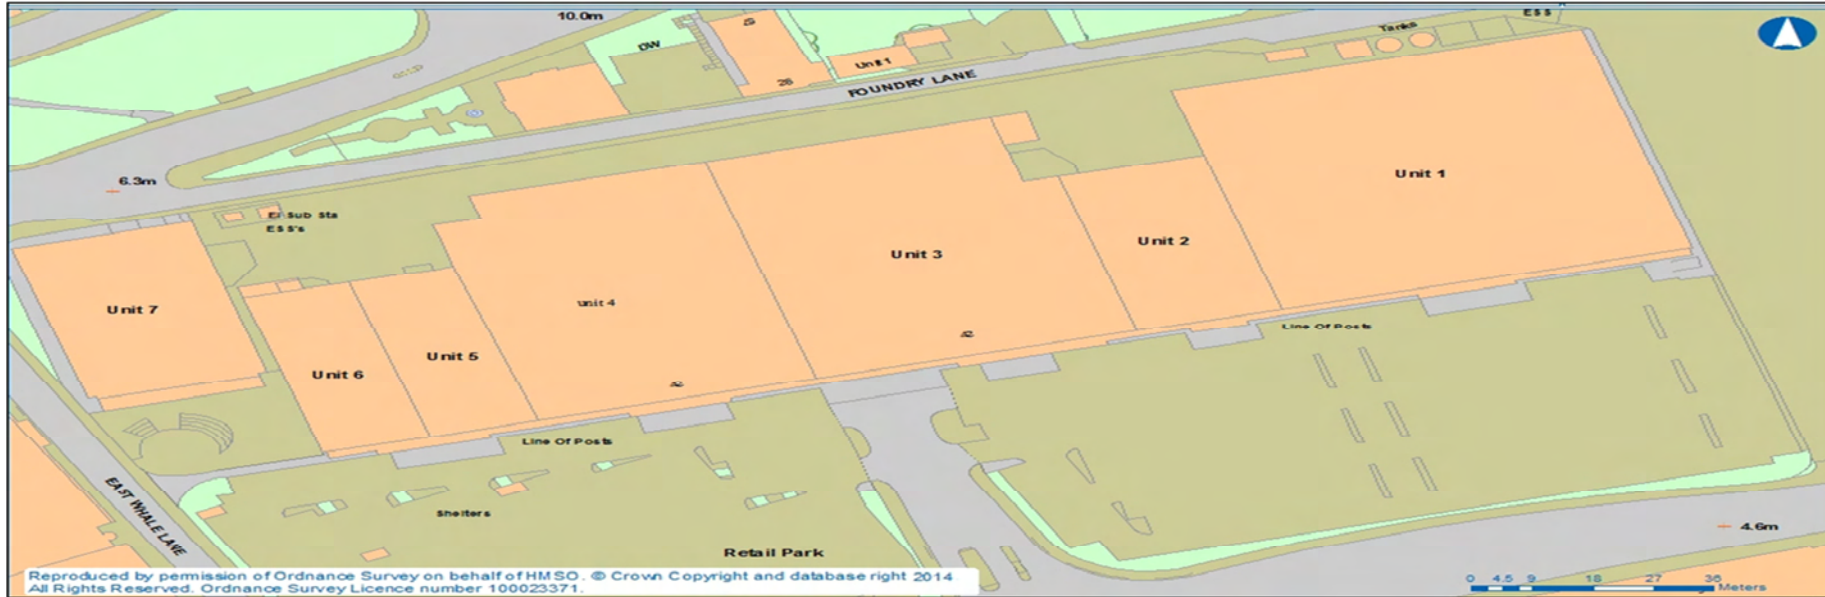 10.0m
ESS
Tanks
DW
Unit 1
26
FOUNDRY LANE
6.3m
Unit 1
El Sub Sta
ESS's
Unit 2
Unit 3
unit 4
Unit 7
Line Of Posts
42
Unit 5
Unit 6
Line Of Posts
EAST WHALE LANE
Shelters
4.6m
Retail Park
Reproduced by permission of Ordnance Survey on behalf of HMSO. © Crown Copyright and database right 2014.
All Rights Reserved. Ordnance Survey Licence number 100023371.
0 4.5 9 18 27 36
Meters